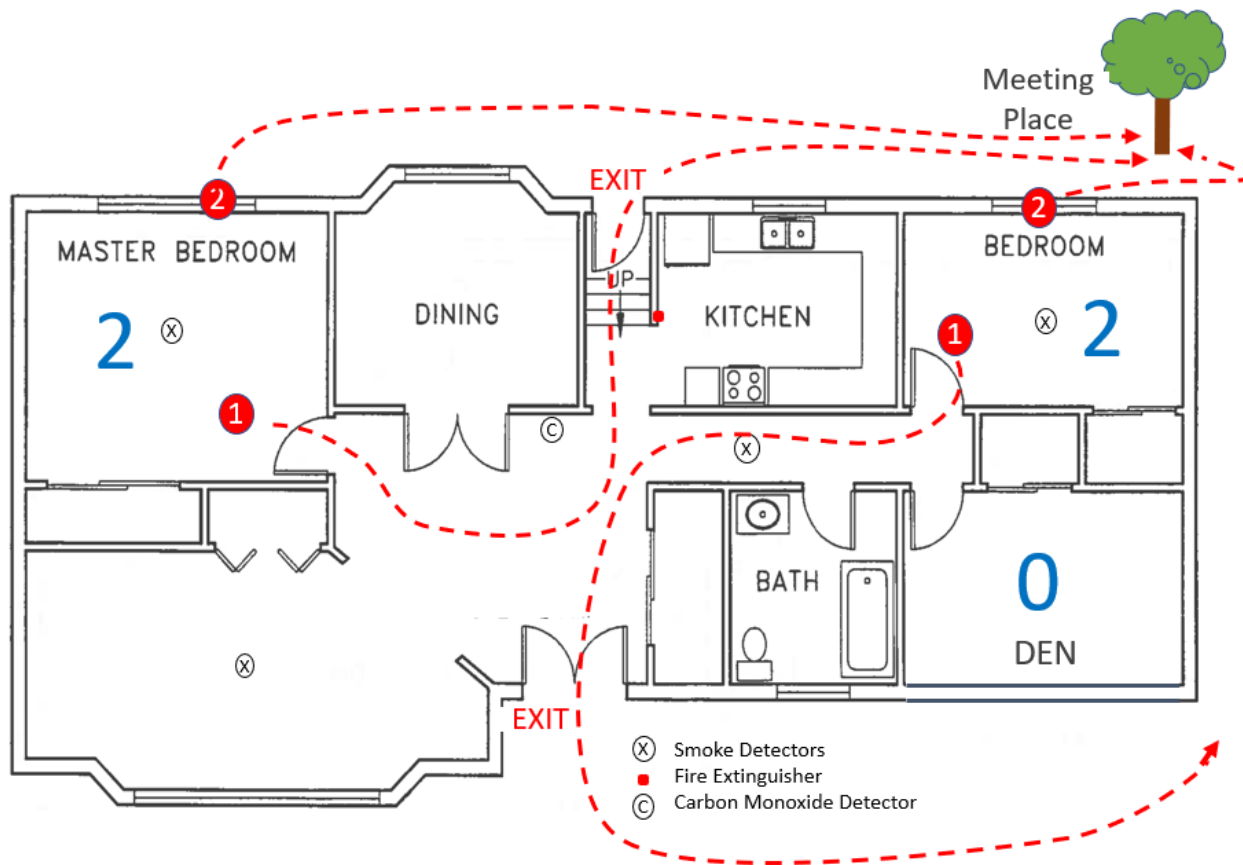 Meeting
Place
EXIT
2
2
MASTER BEDROOM
BEDROOM
UP
DINING
KITCHEN
X
X
2
2
1
1
C
X
BATH
0
DEN
X
EXIT
X Smoke Detectors
Fire Extinguisher
C Carbon Monoxide Detector